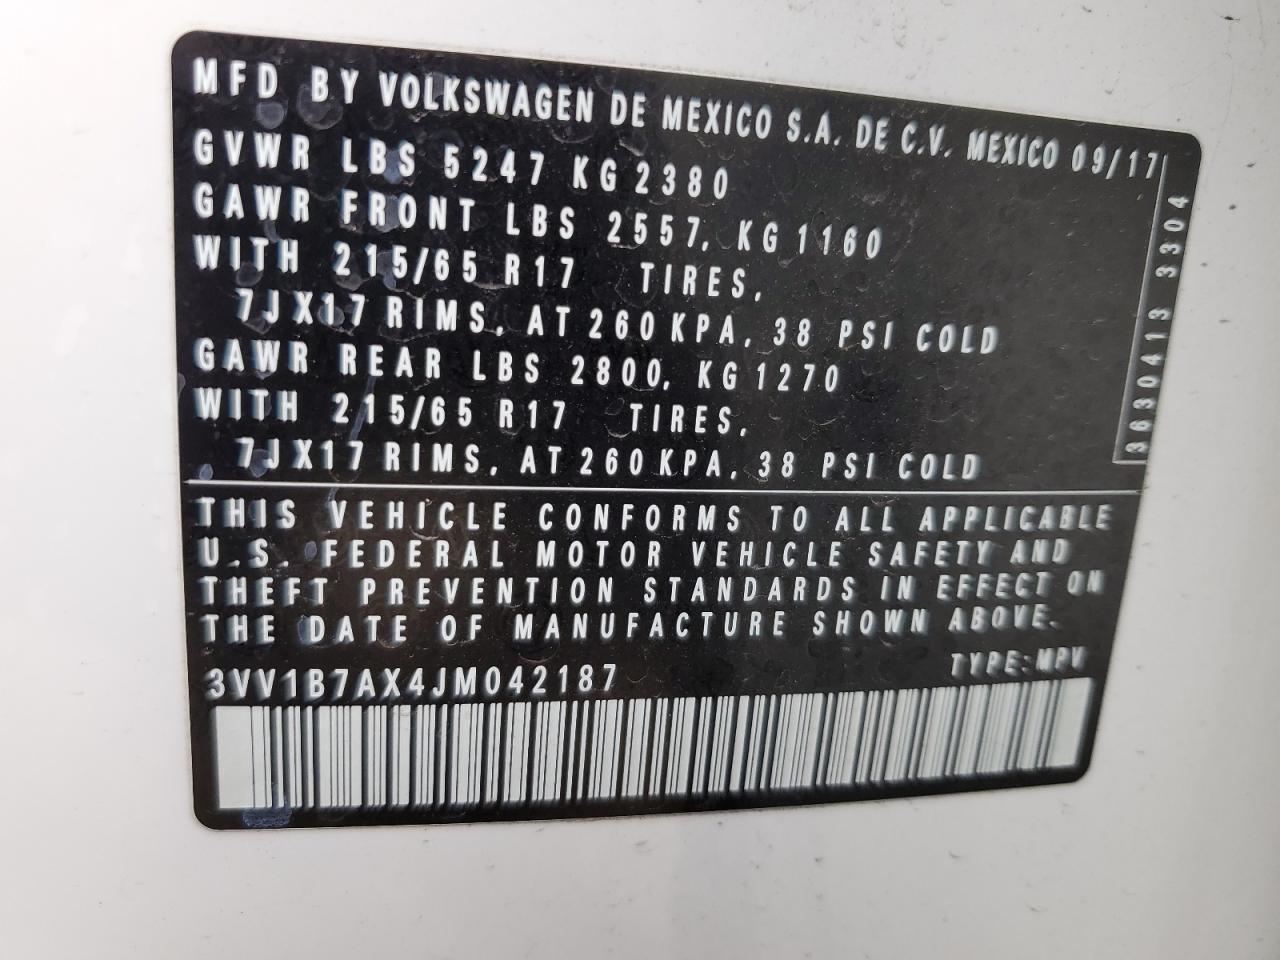 MFD BY VOLKSWAGEN DE MEXICO S.A. DE C.V. MEXICO 09/17
GVWR LBS 5247 KG 2380
GAWR FRONT LBS 2557, KG 1160
WITH 215/65 R17 TIRES,
7JX17 RIMS, AT 260 KPA, 38 PSI COLD
GAWR REAR LBS 2800, KG 1270
WITH 215/65 R17 TIRES,
7JX17 RIMS, AT 260 KPA, 38 PSI COLD
3630413 3304
THIS VEHICLE CONFORMS TO ALL APPLICABLE
U.S. FEDERAL MOTOR VEHICLE SAFETY AND
THEFT PREVENTION STANDARDS IN EFFECT ON
THE DATE OF MANUFACTURE SHOWN ABOVE.
3VV1B7AX4JM042187 TYPE: MPV